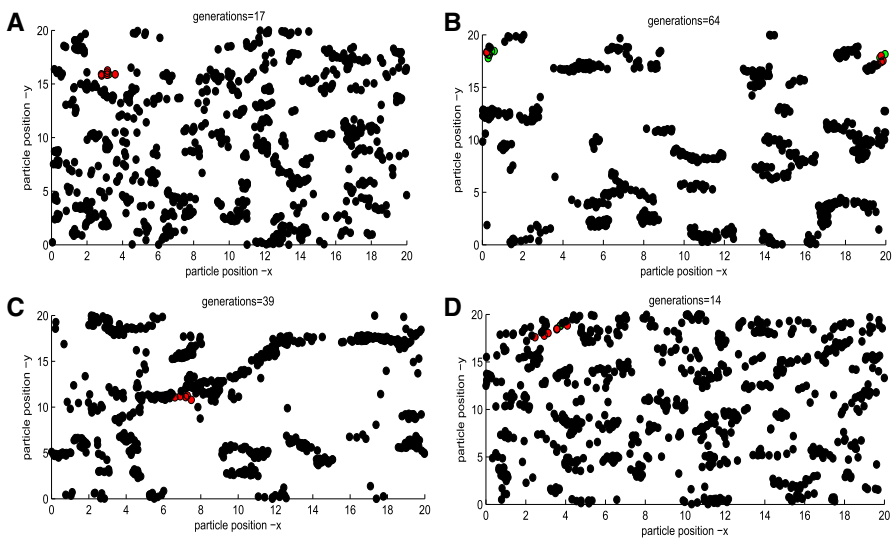 A
generations=17
20
15
10
5
0
particle position −y
0 2 4 6 8 10 12 14 16 18 20
particle position −x
B
generations=64
20
15
10
5
0
particle position −y
0 2 4 6 8 10 12 14 16 18 20
particle position −x
C
generations=39
20
15
10
5
0
particle position −y
0 2 4 6 8 10 12 14 16 18 20
particle position −x
D
generations=14
20
15
10
5
0
particle position −y
0 2 4 6 8 10 12 14 16 18 20
particle position −x